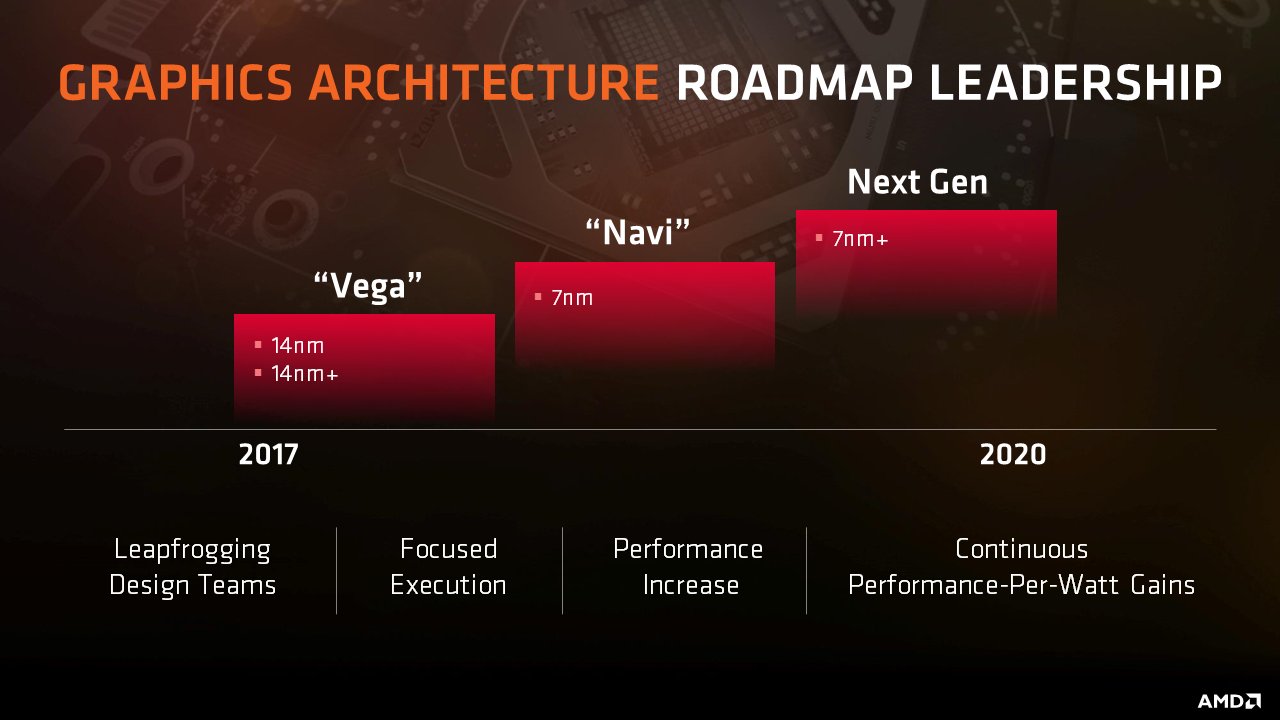 GRAPHICS ARCHITECTURE ROADMAP LEADERSHIP
Next Gen
▪ 7nm+
“Navi”
▪ 7nm
“Vega”
▪ 14nm
▪ 14nm+
2017
2020
Leapfrogging
Design Teams
Focused
Execution
Performance
Increase
Continuous
Performance-Per-Watt Gains
AMD